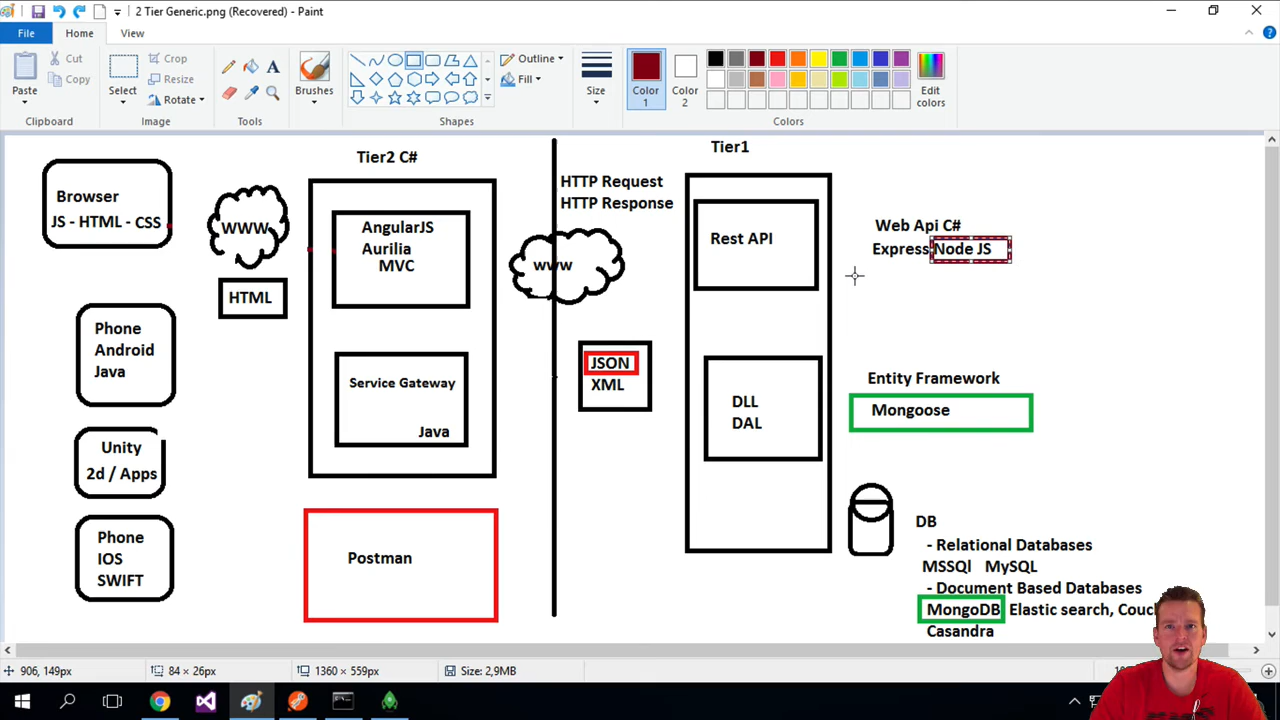 2 Tier Generic.png (Recovered) - Paint
File
Home
View
Paste
Cut
Copy
Clipboard
Select
Crop
Resize
Rotate
Image
Tools
Brushes
Shapes
Outline
Fill
Size
Color 1
Color 2
Edit colors
Colors
Browser
JS - HTML - CSS
Phone
Android
Java
Unity
2d / Apps
Phone
IOS
SWIFT
WWW
HTML
Tier2 C#
AngularJS
Aurilia
MVC
Service Gateway
Java
Postman
HTTP Request
HTTP Response
www
JSON
XML
Tier1
Rest API
DLL
DAL
Web Api C#
Express Node JS
Entity Framework
Mongoose
DB
- Relational Databases
MSSQl MySQL
- Document Based Databases
MongoDB Elastic search,
Casandra
906, 149px
84 × 26px
1360 × 559px
Size: 2,9MB